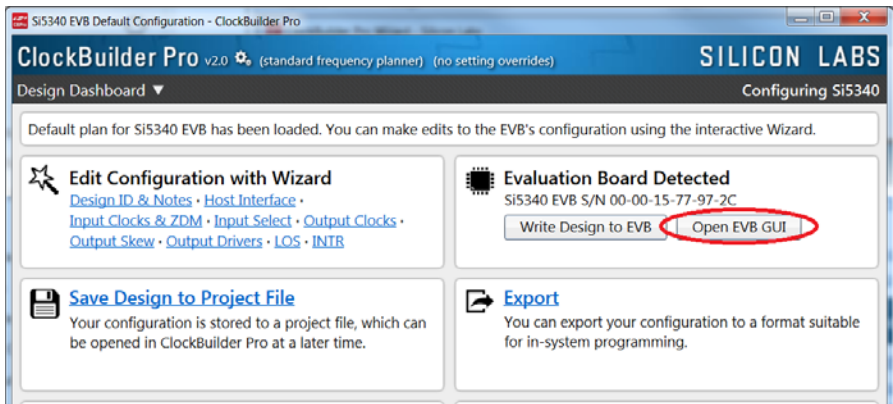 Si5340 EVB Default Configuration - ClockBuilder Pro
ClockBuilder Pro v2.0 (standard frequency planner) (no setting overrides) SILICON LABS
Design Dashboard ▼ Configuring Si5340
Default plan for Si5340 EVB has been loaded. You can make edits to the EVB's configuration using the interactive Wizard.
Edit Configuration with Wizard
Design ID & Notes · Host Interface ·
Input Clocks & ZDM · Input Select · Output Clocks ·
Output Skew · Output Drivers · LOS · INTR
Evaluation Board Detected
Si5340 EVB S/N 00-00-15-77-97-2C
Write Design to EVB Open EVB GUI
Save Design to Project File
Your configuration is stored to a project file, which can
be opened in ClockBuilder Pro at a later time.
Export
You can export your configuration to a format suitable
for in-system programming.